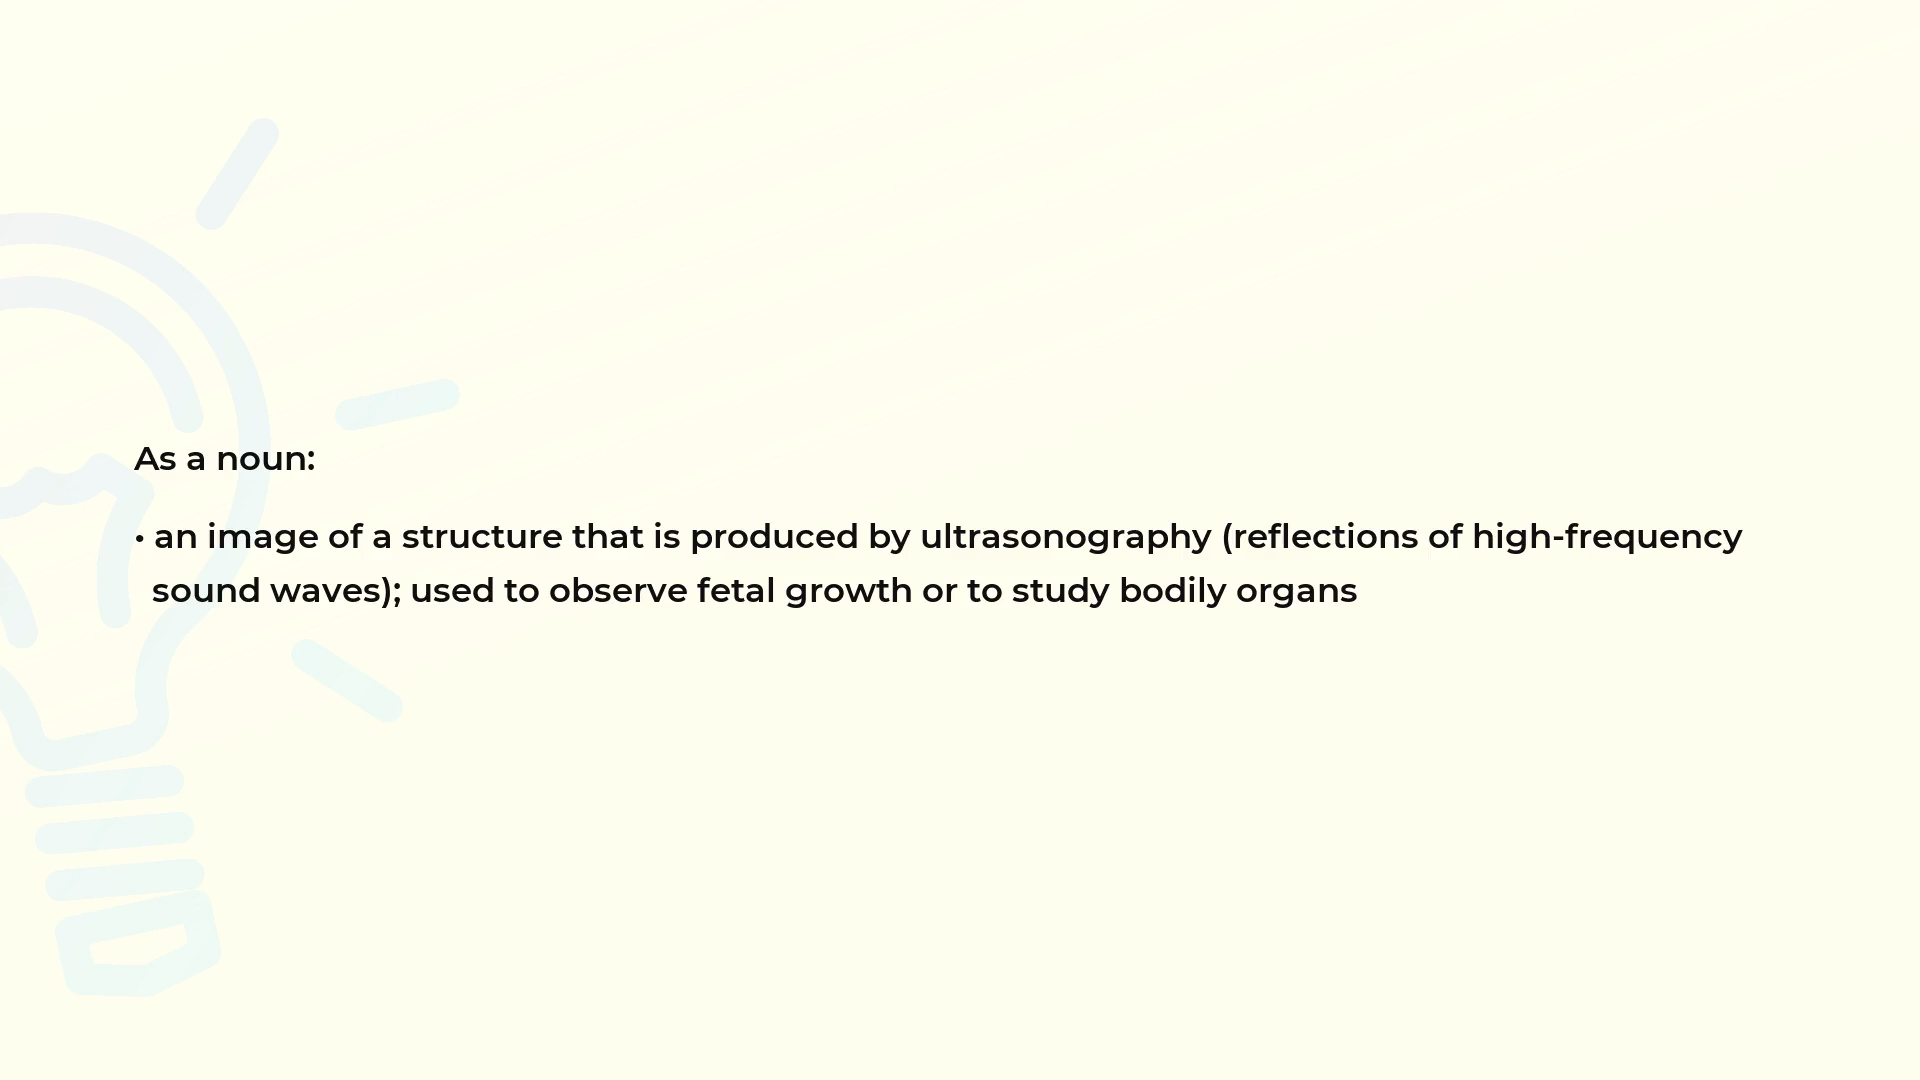 As a noun:
• an image of a structure that is produced by ultrasonography (reflections of high-frequency
sound waves); used to observe fetal growth or to study bodily organs